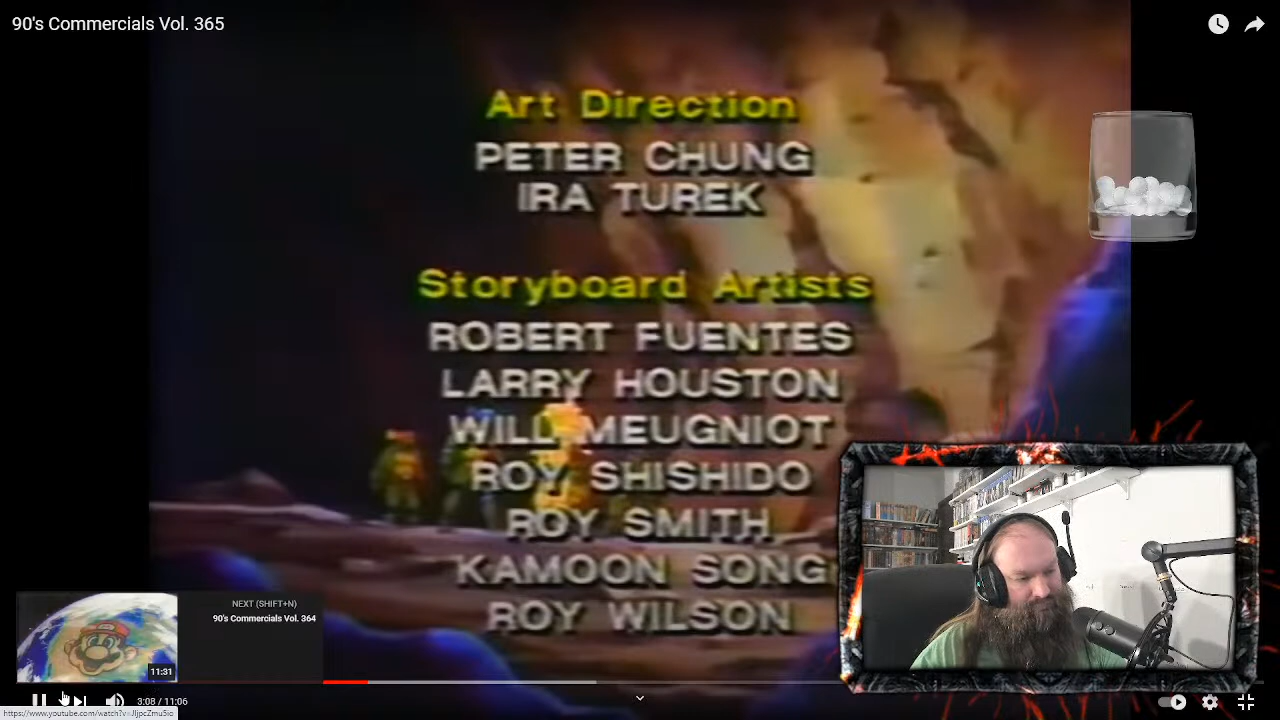 90's Commercials Vol. 365
Art Direction
PETER CHUNG
IRA TUREK
Storyboard Artists
ROBERT FUENTES
LARRY HOUSTON
WILL MEUGNIOT
ROY SHISHIDO
ROY SMITH
KAMOON SONG
ROY WILSON
NEXT (SHIFT+N)
90's Commercials Vol. 364
11:31
3:08 / 11:06